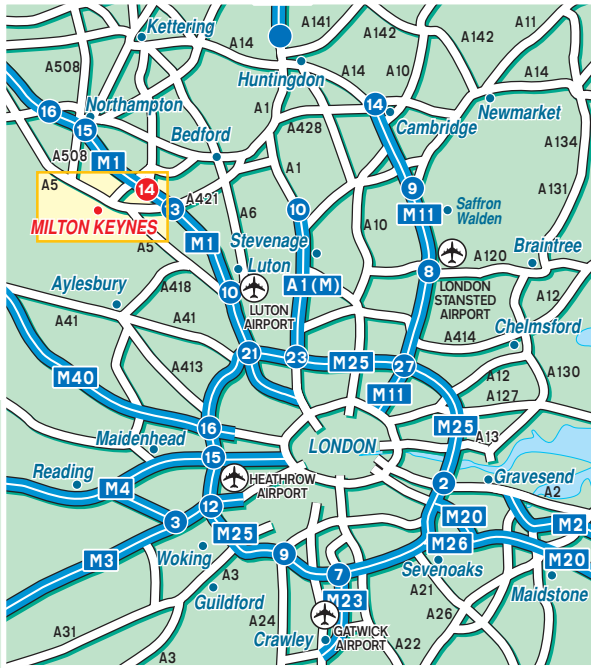 A141
A11
Kettering
A142
A142
A14
A508
Huntingdon
A14
A10
A14
16
Northampton
A1
14
Newmarket
15
Cambridge
A428
Bedford
A134
A508
M1
A1
A5
14
9
A131
13
A421
10
Saffron
Walden
A6
M11
MILTON KEYNES
A10
A5
M1
Stevenage
Braintree
Luton
8
A120
Aylesbury
A418
10
A1(M)
LONDON
STANSTED
AIRPORT
A12
A41
LUTON
AIRPORT
A41
Chelmsford
A414
21
23
M25
A413
27
M40
A12
A130
M11
A127
16
M25
Maidenhead
LONDON
A13
15
Reading
HEATHROW
AIRPORT
2
Gravesend
M4
A2
12
M20
3
M2
M25
M26
M3
9
Woking
M20
7
Sevenoaks
A3
A21
Guildford
M23
Maidstone
A24
A26
GATWICK
AIRPORT
A31
Crawley
A22
A3